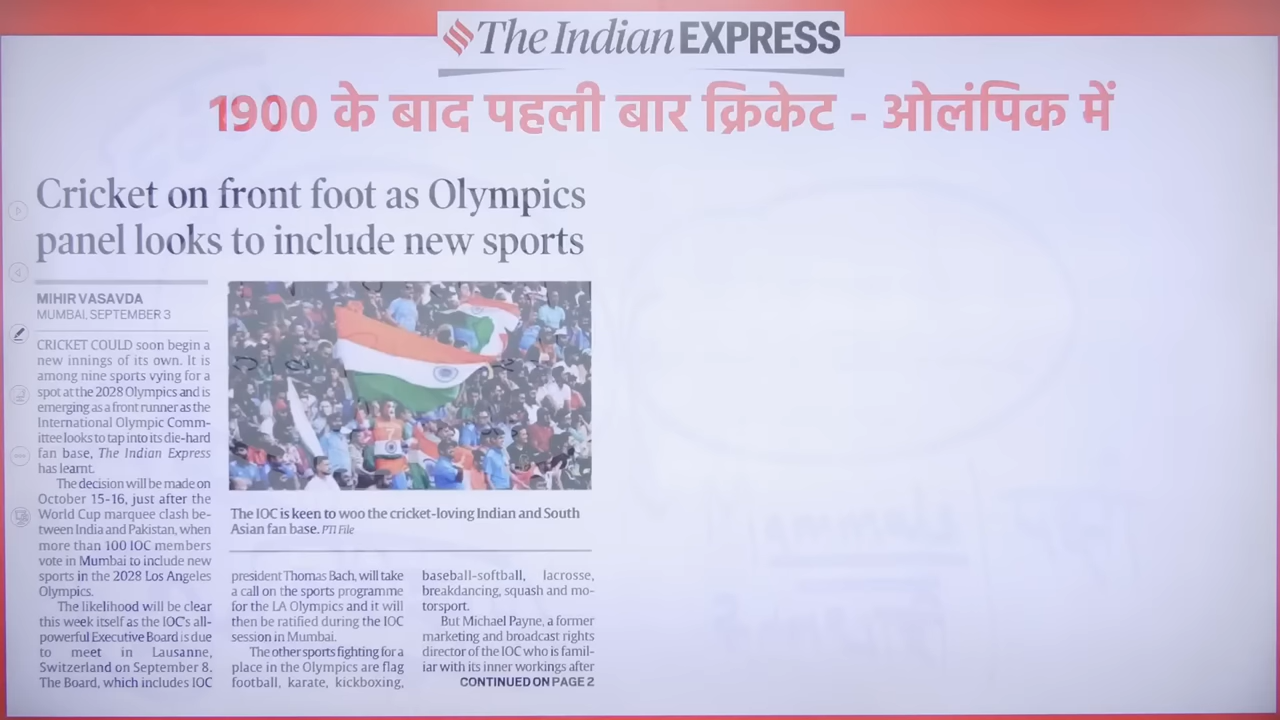 The Indian EXPRESS
1900 के बाद पहली बार क्रिकेट - ओलंपिक में
Cricket on front foot as Olympics
panel looks to include new sports
MIHIR VASAVDA
MUMBAI, SEPTEMBER 3
CRICKET COULD soon begin a
new innings of its own. It is
among nine sports vying for a
spot at the 2028 Olympics and is
emerging as a front runner as the
International Olympic Comm-
ittee looks to tap into its die-hard
fan base, The Indian Express
has learnt.
The decision will be made on
October 15-16, just after the
World Cup marquee clash be-
tween India and Pakistan, when
more than 100 IOC members
vote in Mumbai to include new
sports in the 2028 Los Angeles
Olympics.
The likelihood will be clear
this week itself as the IOC's all-
powerful Executive Board is due
to meet in Lausanne,
Switzerland on September 8.
The Board, which includes IOC
The IOC is keen to woo the cricket-loving Indian and South
Asian fan base. PTI File
president Thomas Bach, will take
a call on the sports programme
for the LA Olympics and it will
then be ratified during the IOC
session in Mumbai.
The other sports fighting for a
place in the Olympics are flag
football, karate, kickboxing,
baseball-softball, lacrosse,
breakdancing, squash and mo-
torsport.
But Michael Payne, a former
marketing and broadcast rights
director of the IOC who is famil-
iar with its inner workings after
CONTINUED ON PAGE 2